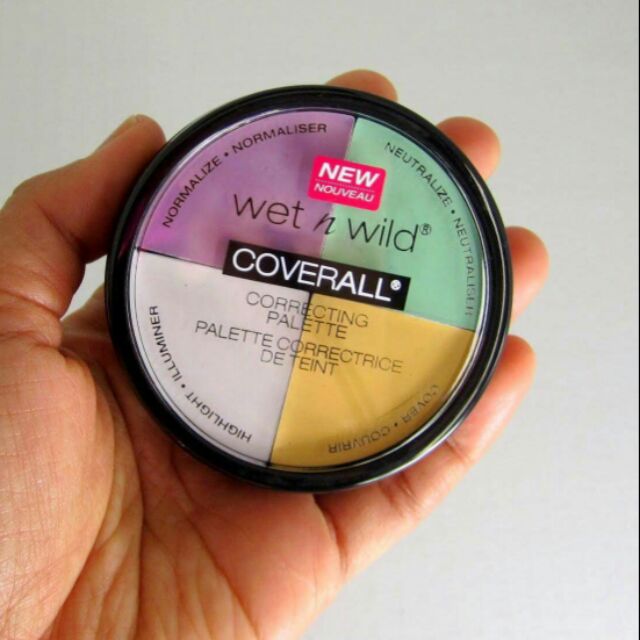 NORMALIZE • NORMALISER
NEUTRALIZE • NEUTRALISER
NEW
NOUVEAU
wet n wild®
COVERALL®
CORRECTING
PALETTE
PALETTE CORRECTRICE
DE TEINT
HIGHLIGHT • ILLUMINER
COVER • COUVRIR